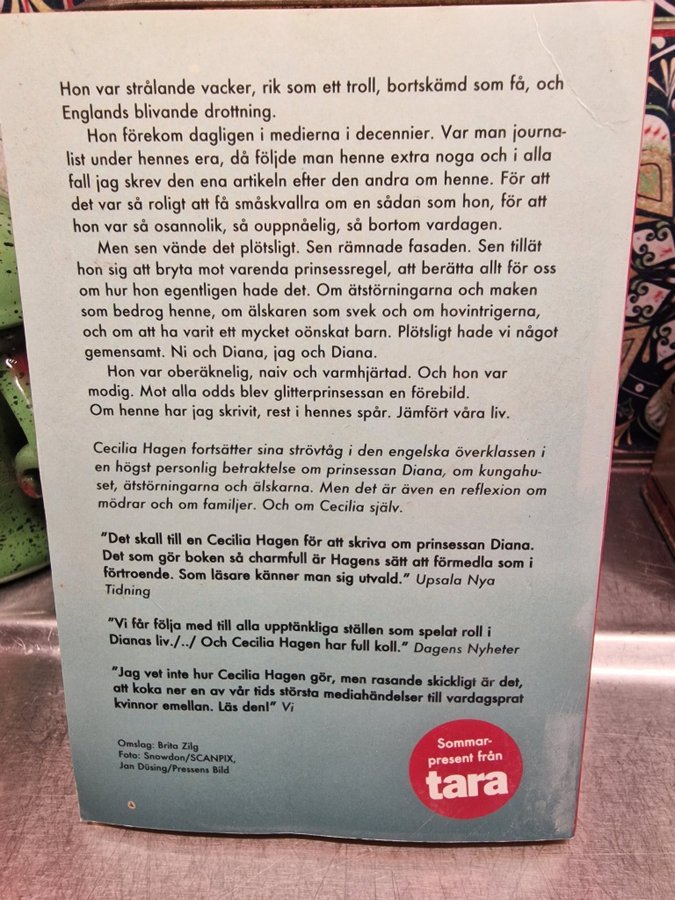 Hon var strålande vacker, rik som ett troll, bortskämd som få, och
Englands blivande drottning.
Hon förekom dagligen i medierna i decennier. Var man journa-
list under hennes era, då följde man henne extra noga och i alla
fall jag skrev den ena artikeln efter den andra om henne. För att
det var så roligt att få småskvallra om en sådan som hon, för att
hon var så osannolik, så ouppnåelig, så bortom vardagen.
Men sen vände det plötsligt. Sen rämnade fasaden. Sen tillät
hon sig att bryta mot varenda prinsessregel, att berätta allt för oss
om hur hon egentligen hade det. Om ätstörningarna och maken
som bedrog henne, om älskaren som svek och om hovintrigerna,
och om att ha varit ett mycket oönskat barn. Plötsligt hade vi något
gemensamt. Ni och Diana, jag och Diana.
Hon var oberäknelig, naiv och varmhjärtad. Och hon var
modig. Mot alla odds blev glitterprinsessan en förebild.
Om henne har jag skrivit, rest i hennes spår. Jämfört våra liv.
Cecilia Hagen fortsätter sina strövtåg i den engelska överklassen i
en högst personlig betraktelse om prinsessan Diana, om kungahu-
set, ätstörningarna och älskarna. Men det är även en reflexion om
mödrar och om familjer. Och om Cecilia själv.
"Det skall till en Cecilia Hagen för att skriva om prinsessan Diana.
Det som gör boken så charmfull är Hagens sätt att förmedla som i
förtroende. Som läsare känner man sig utvald." Upsala Nya
Tidning
"Vi får följa med till alla upptänkliga ställen som spelat roll i
Dianas liv./../ Och Cecilia Hagen har full koll." Dagens Nyheter
"Jag vet inte hur Cecilia Hagen gör, men rasande skickligt är det,
att koka ner en av vår tids största mediahändelser till vardagsprat
kvinnor emellan. Läs den!" Vi
Omslag: Brita Zilg
Foto: Snowdon/SCANPIX,
Jan Düsing/Pressens Bild
Sommar-
present från
tara